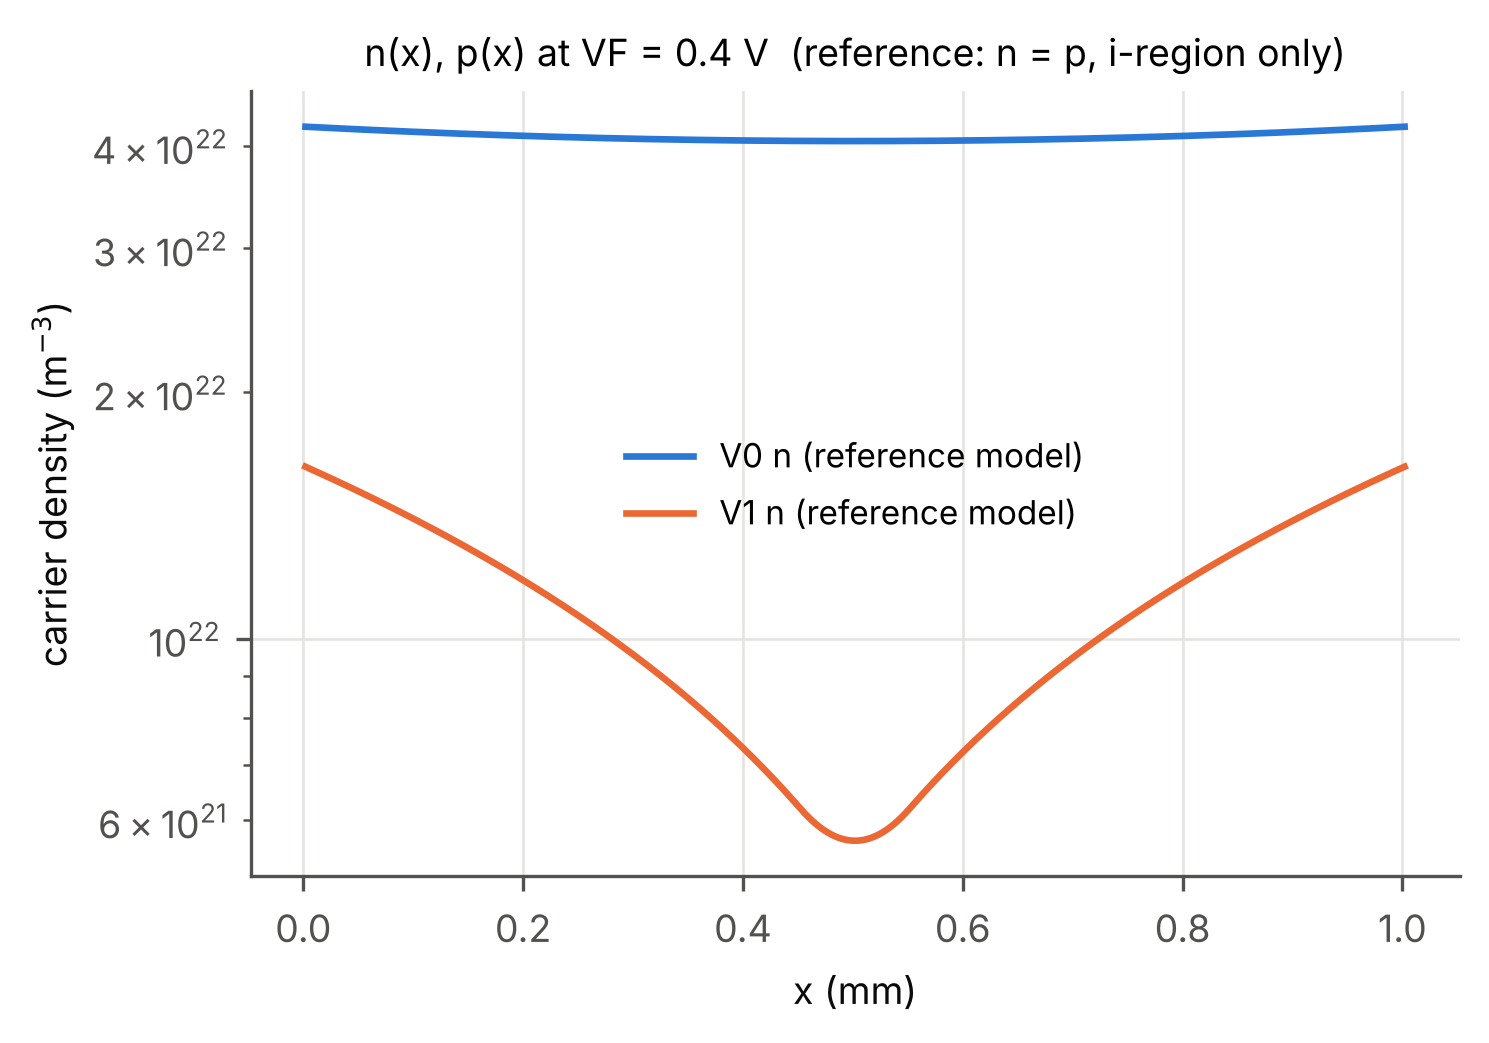 n(x), p(x) at VF = 0.4 V (reference: n = p, i-region only)
carrier density (m⁻³)
4 × 10²²
3 × 10²²
2 × 10²²
10²²
6 × 10²¹
V0 n (reference model)
V1 n (reference model)
0.0 0.2 0.4 0.6 0.8 1.0
x (mm)